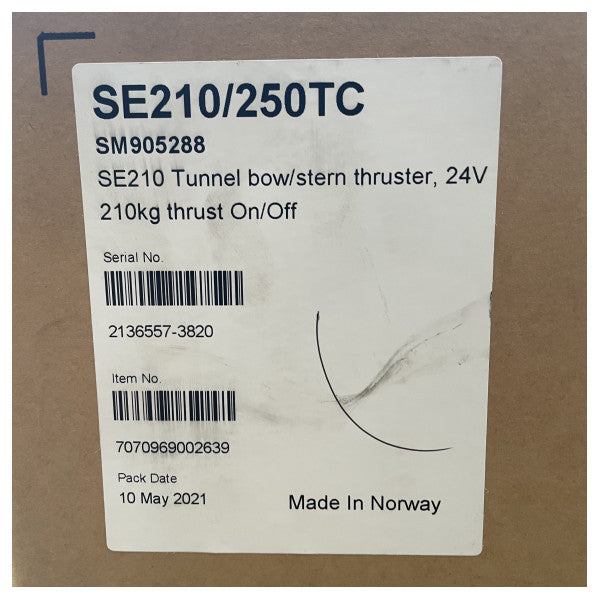 SE210/250TC
SM905288
SE210 Tunnel bow/stern thruster, 24V
210kg thrust On/Off
Serial No.
2136557-3820
Item No.
7070969002639
Pack Date
10 May 2021
Made In Norway